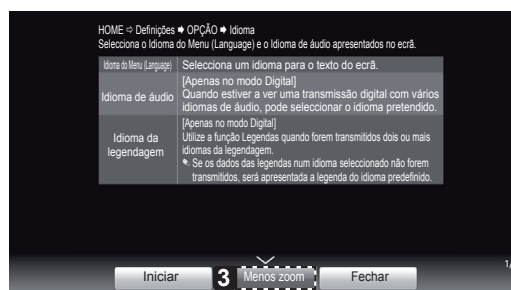 HOME ⇨ Definições ➧ OPÇÃO ➧ Idioma
Selecciona o Idioma do Menu (Language) e o Idioma de áudio apresentados no ecrã.
Idioma do Menu (Language) Selecciona um idioma para o texto do ecrã.
Idioma de áudio
[Apenas no modo Digital]
Quando estiver a ver uma transmissão digital com vários
idiomas de áudio, pode seleccionar o idioma pretendido.
Idioma da
legendagem
[Apenas no modo Digital]
Utilize a função Legendas quando forem transmitidos dois ou mais
idiomas da legendagem.
Se os dados das legendas num idioma seleccionado não forem
transmitidos, será apresentada a legenda do idioma predefinido.
Iniciar 3 Menos zoom Fechar
1/